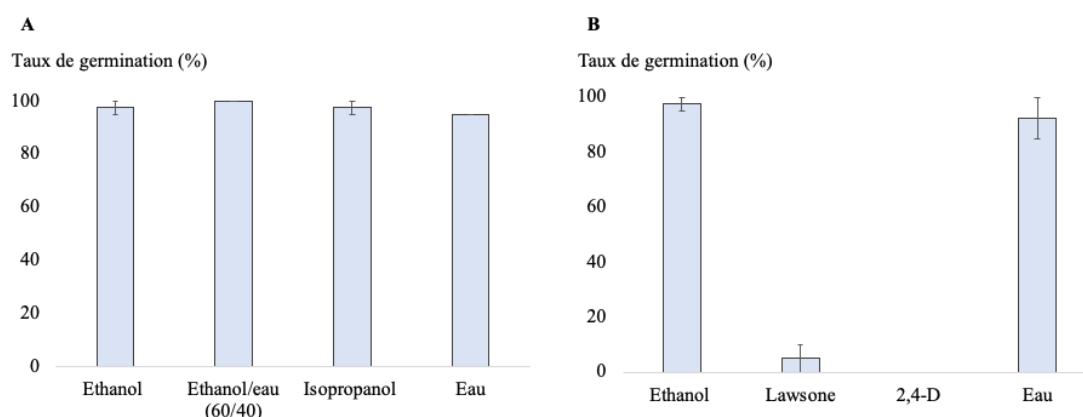 A
Taux de germination (%)
100
80
60
40
20
0
Ethanol
Ethanol/eau
(60/40)
Isopropanol
Eau
B
Taux de germination (%)
100
80
60
40
20
0
Ethanol
Lawsone
2,4-D
Eau